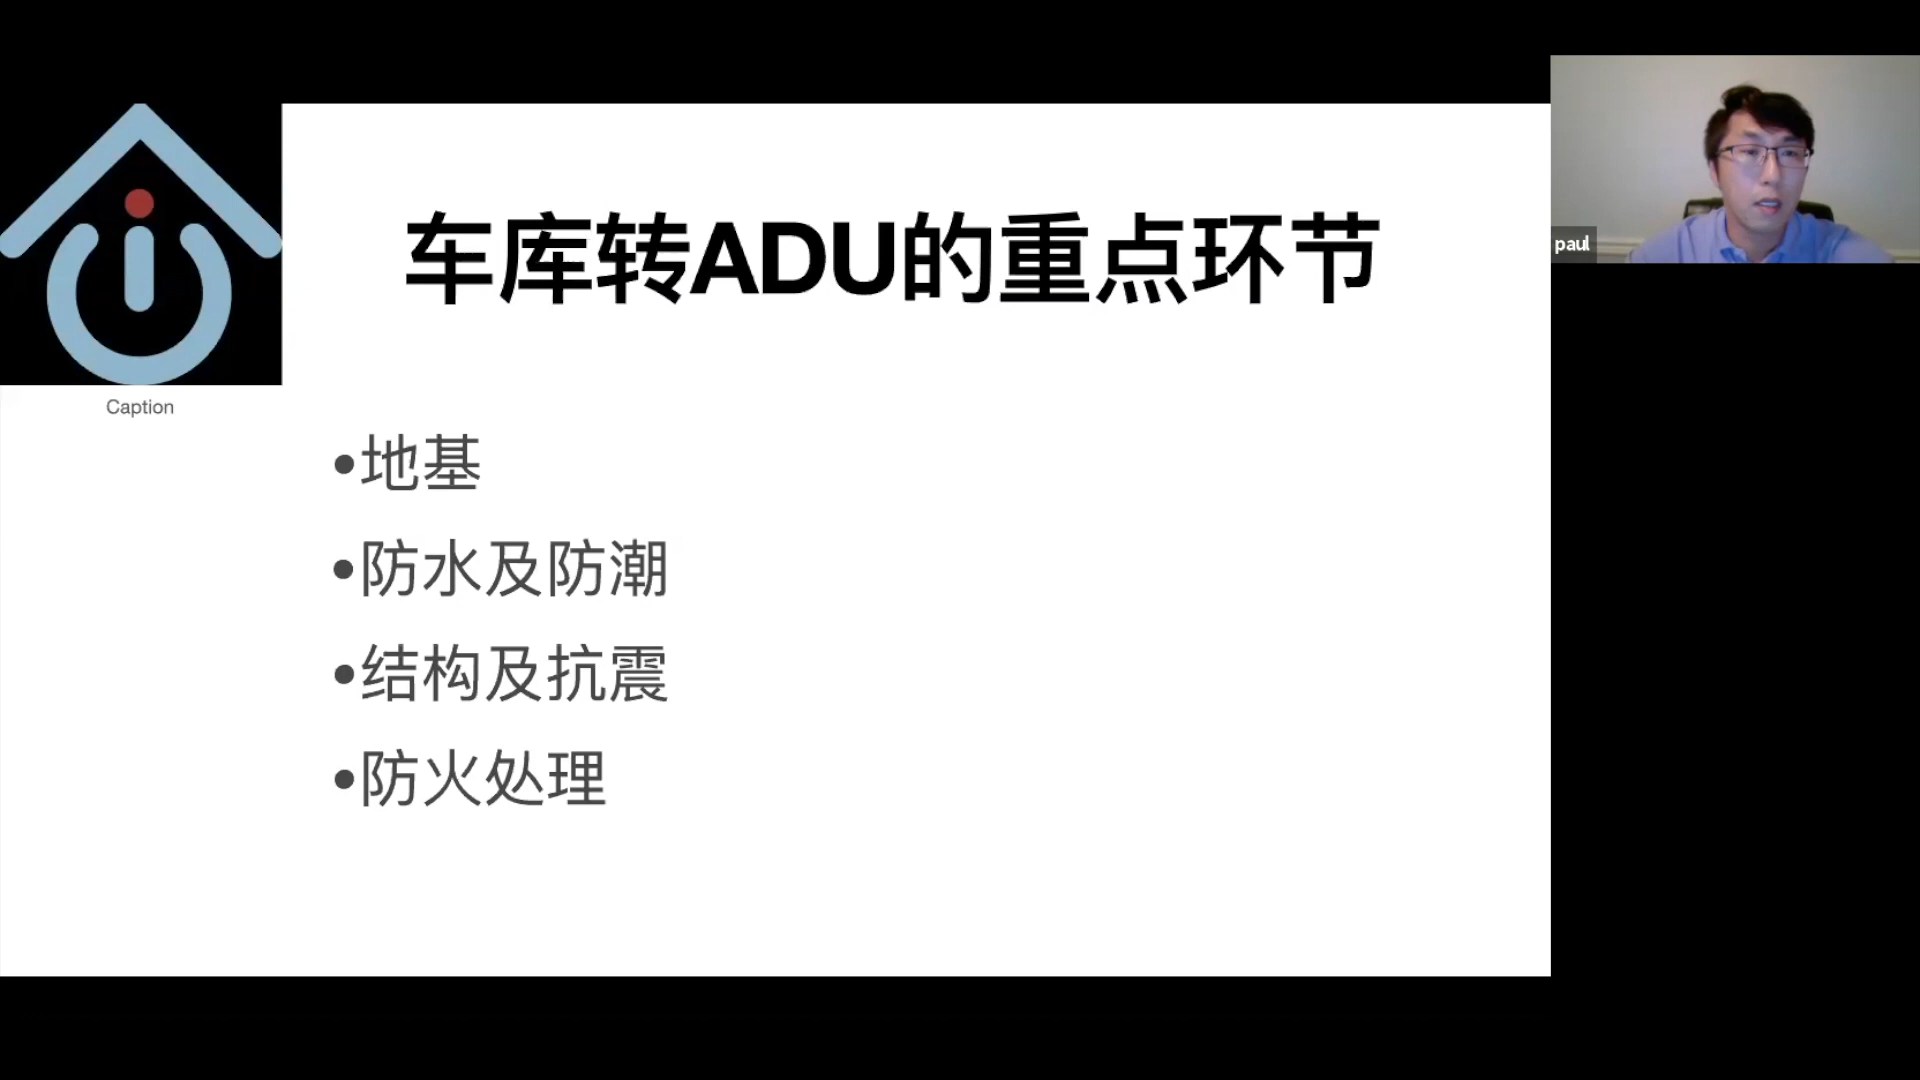 车库转ADU的重点环节
Caption
•地基
•防水及防潮
•结构及抗震
•防火处理
paul